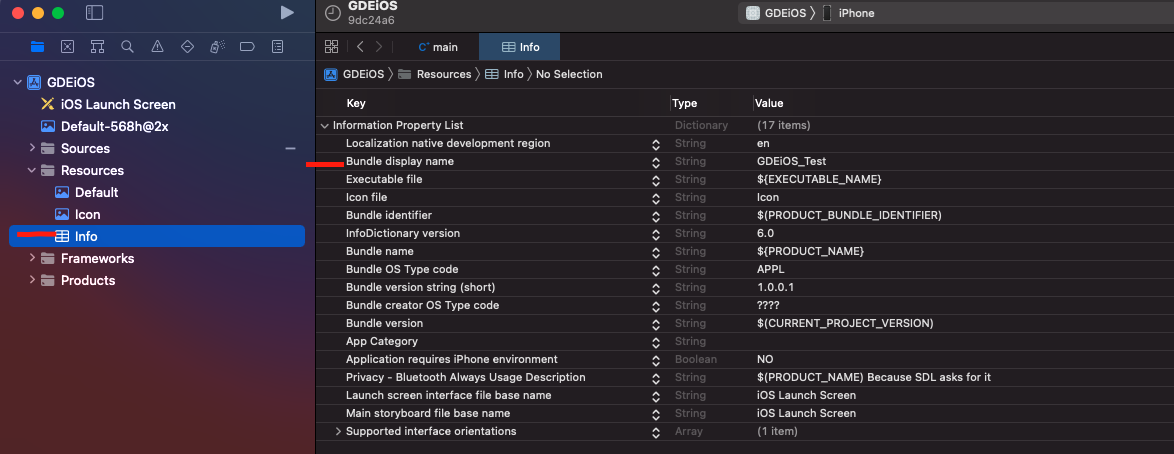 GDEiOS
9dc24a6
GDEiOS 〉 iPhone
main
Info
GDEiOS 〉 Resources 〉 Info 〉 No Selection
GDEiOS
iOS Launch Screen
Default-568h@2x
Sources
Resources
Default
Icon
Info
Frameworks
Products
Key Type Value
Information Property List Dictionary (17 items)
Localization native development region String en
Bundle display name String GDEiOS_Test
Executable file String ${EXECUTABLE_NAME}
Icon file String Icon
Bundle identifier String $(PRODUCT_BUNDLE_IDENTIFIER)
InfoDictionary version String 6.0
Bundle name String ${PRODUCT_NAME}
Bundle OS Type code String APPL
Bundle version string (short) String 1.0.0.1
Bundle creator OS Type code String ????
Bundle version String $(CURRENT_PROJECT_VERSION)
App Category String
Application requires iPhone environment Boolean NO
Privacy - Bluetooth Always Usage Description String $(PRODUCT_NAME) Because SDL asks for it
Launch screen interface file base name String iOS Launch Screen
Main storyboard file base name String iOS Launch Screen
Supported interface orientations Array (1 item)